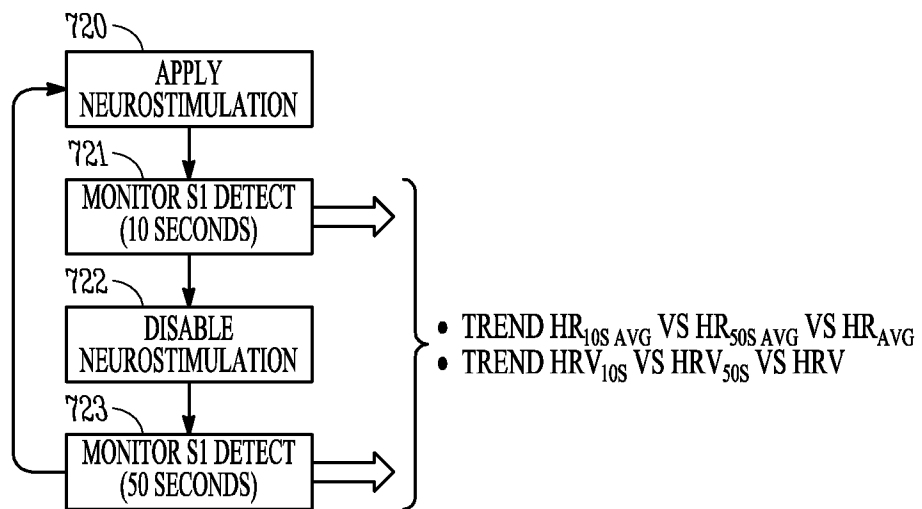 720
APPLY
NEUROSTIMULATION
721
MONITOR S1 DETECT
(10 SECONDS)
722
DISABLE
NEUROSTIMULATION
723
MONITOR S1 DETECT
(50 SECONDS)
• TREND HR10S AVG VS HR50S AVG VS HRAVG
• TREND HRV10S VS HRV50S VS HRV